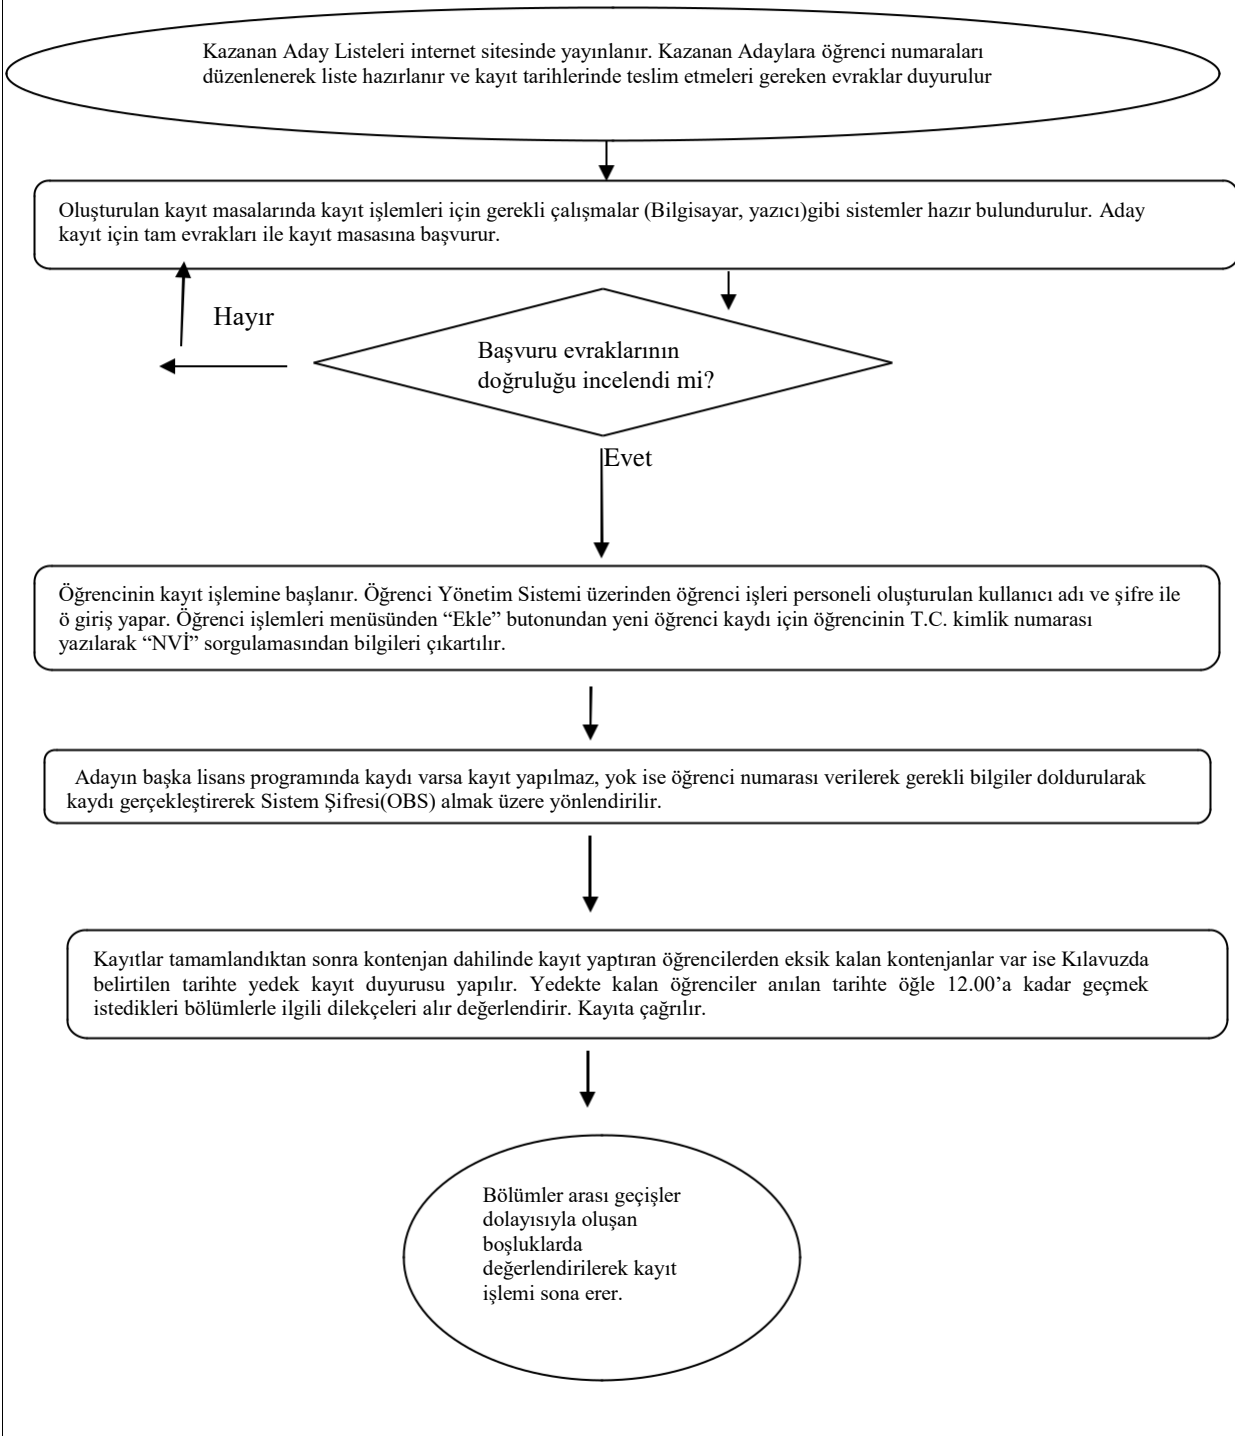 Kazanan Aday Listeleri internet sitesinde yayınlanır. Kazanan Adaylara öğrenci numaraları
düzenlenerek liste hazırlanır ve kayıt tarihlerinde teslim etmeleri gereken evraklar duyurulur
Oluşturulan kayıt masalarında kayıt işlemleri için gerekli çalışmalar (Bilgisayar, yazıcı)gibi sistemler hazır bulundurulur. Aday
kayıt için tam evrakları ile kayıt masasına başvurur.
Hayır
Başvuru evraklarının
doğruluğu incelendi mi?
Evet
Öğrencinin kayıt işlemine başlanır. Öğrenci Yönetim Sistemi üzerinden öğrenci işleri personeli oluşturulan kullanıcı adı ve şifre ile
ö giriş yapar. Öğrenci işlemleri menüsünden “Ekle” butonundan yeni öğrenci kaydı için öğrencinin T.C. kimlik numarası
yazılarak “NVİ” sorgulamasından bilgileri çıkartılır.
Adayın başka lisans programında kaydı varsa kayıt yapılmaz, yok ise öğrenci numarası verilerek gerekli bilgiler doldurularak
kaydı gerçekleştirerek Sistem Şifresi(OBS) almak üzere yönlendirilir.
Kayıtlar tamamlandıktan sonra kontenjan dahilinde kayıt yaptıran öğrencilerden eksik kalan kontenjanlar var ise Kılavuzda
belirtilen tarihte yedek kayıt duyurusu yapılır. Yedekte kalan öğrenciler anılan tarihte öğle 12.00’a kadar geçmek
istedikleri bölümlerle ilgili dilekçeleri alır değerlendirir. Kayıta çağrılır.
Bölümler arası geçişler
dolayısıyla oluşan
boşluklarda
değerlendirilerek kayıt
işlemi sona erer.